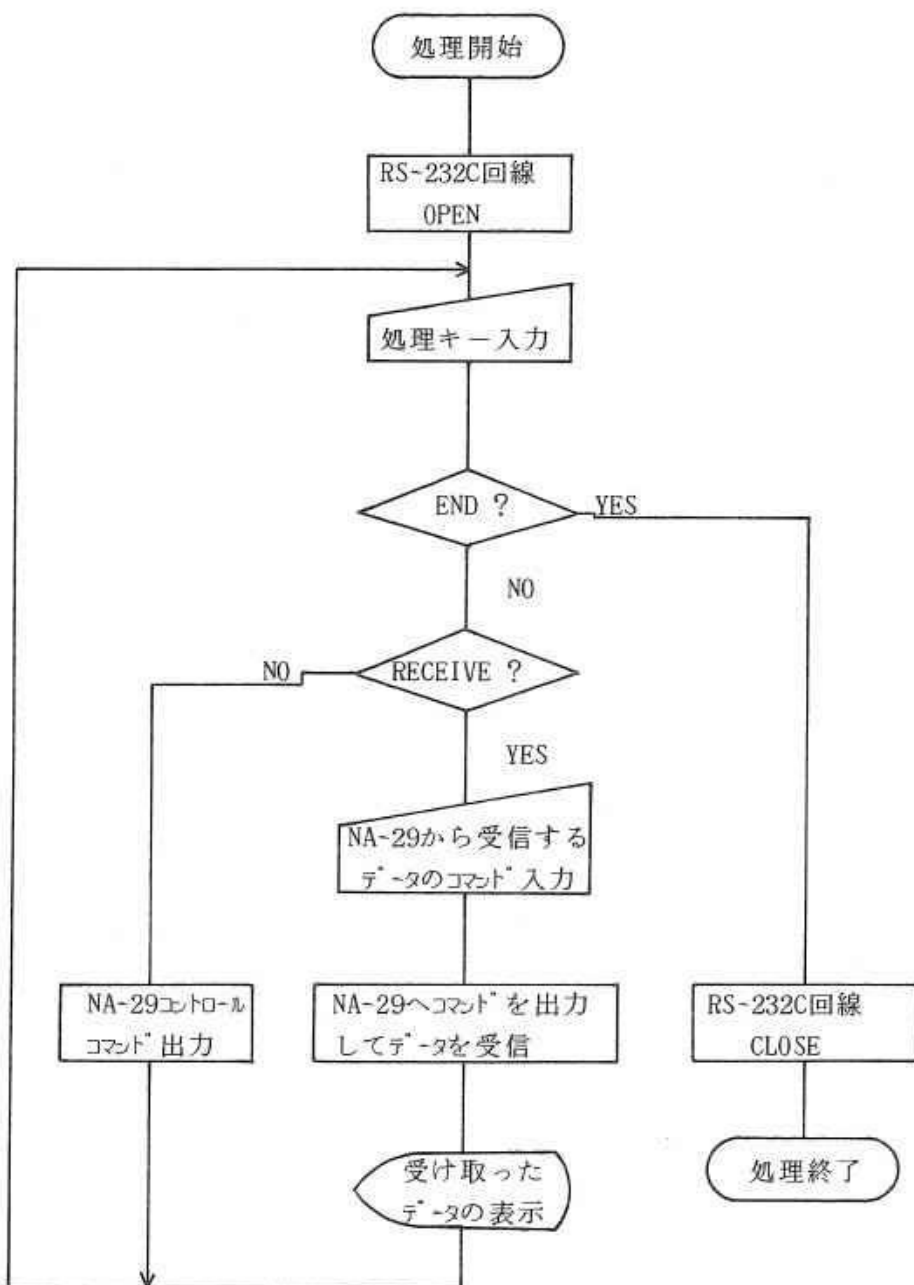 処理開始
RS-232C回線
OPEN
処理キー入力
END ?
YES
NO
NO
RECEIVE ?
YES
NA-29から受信する
データのコマンド入力
NA-29コントロール
コマンド出力
NA-29へコマンドを出力
してデータを受信
RS-232C回線
CLOSE
受け取った
データの表示
処理終了